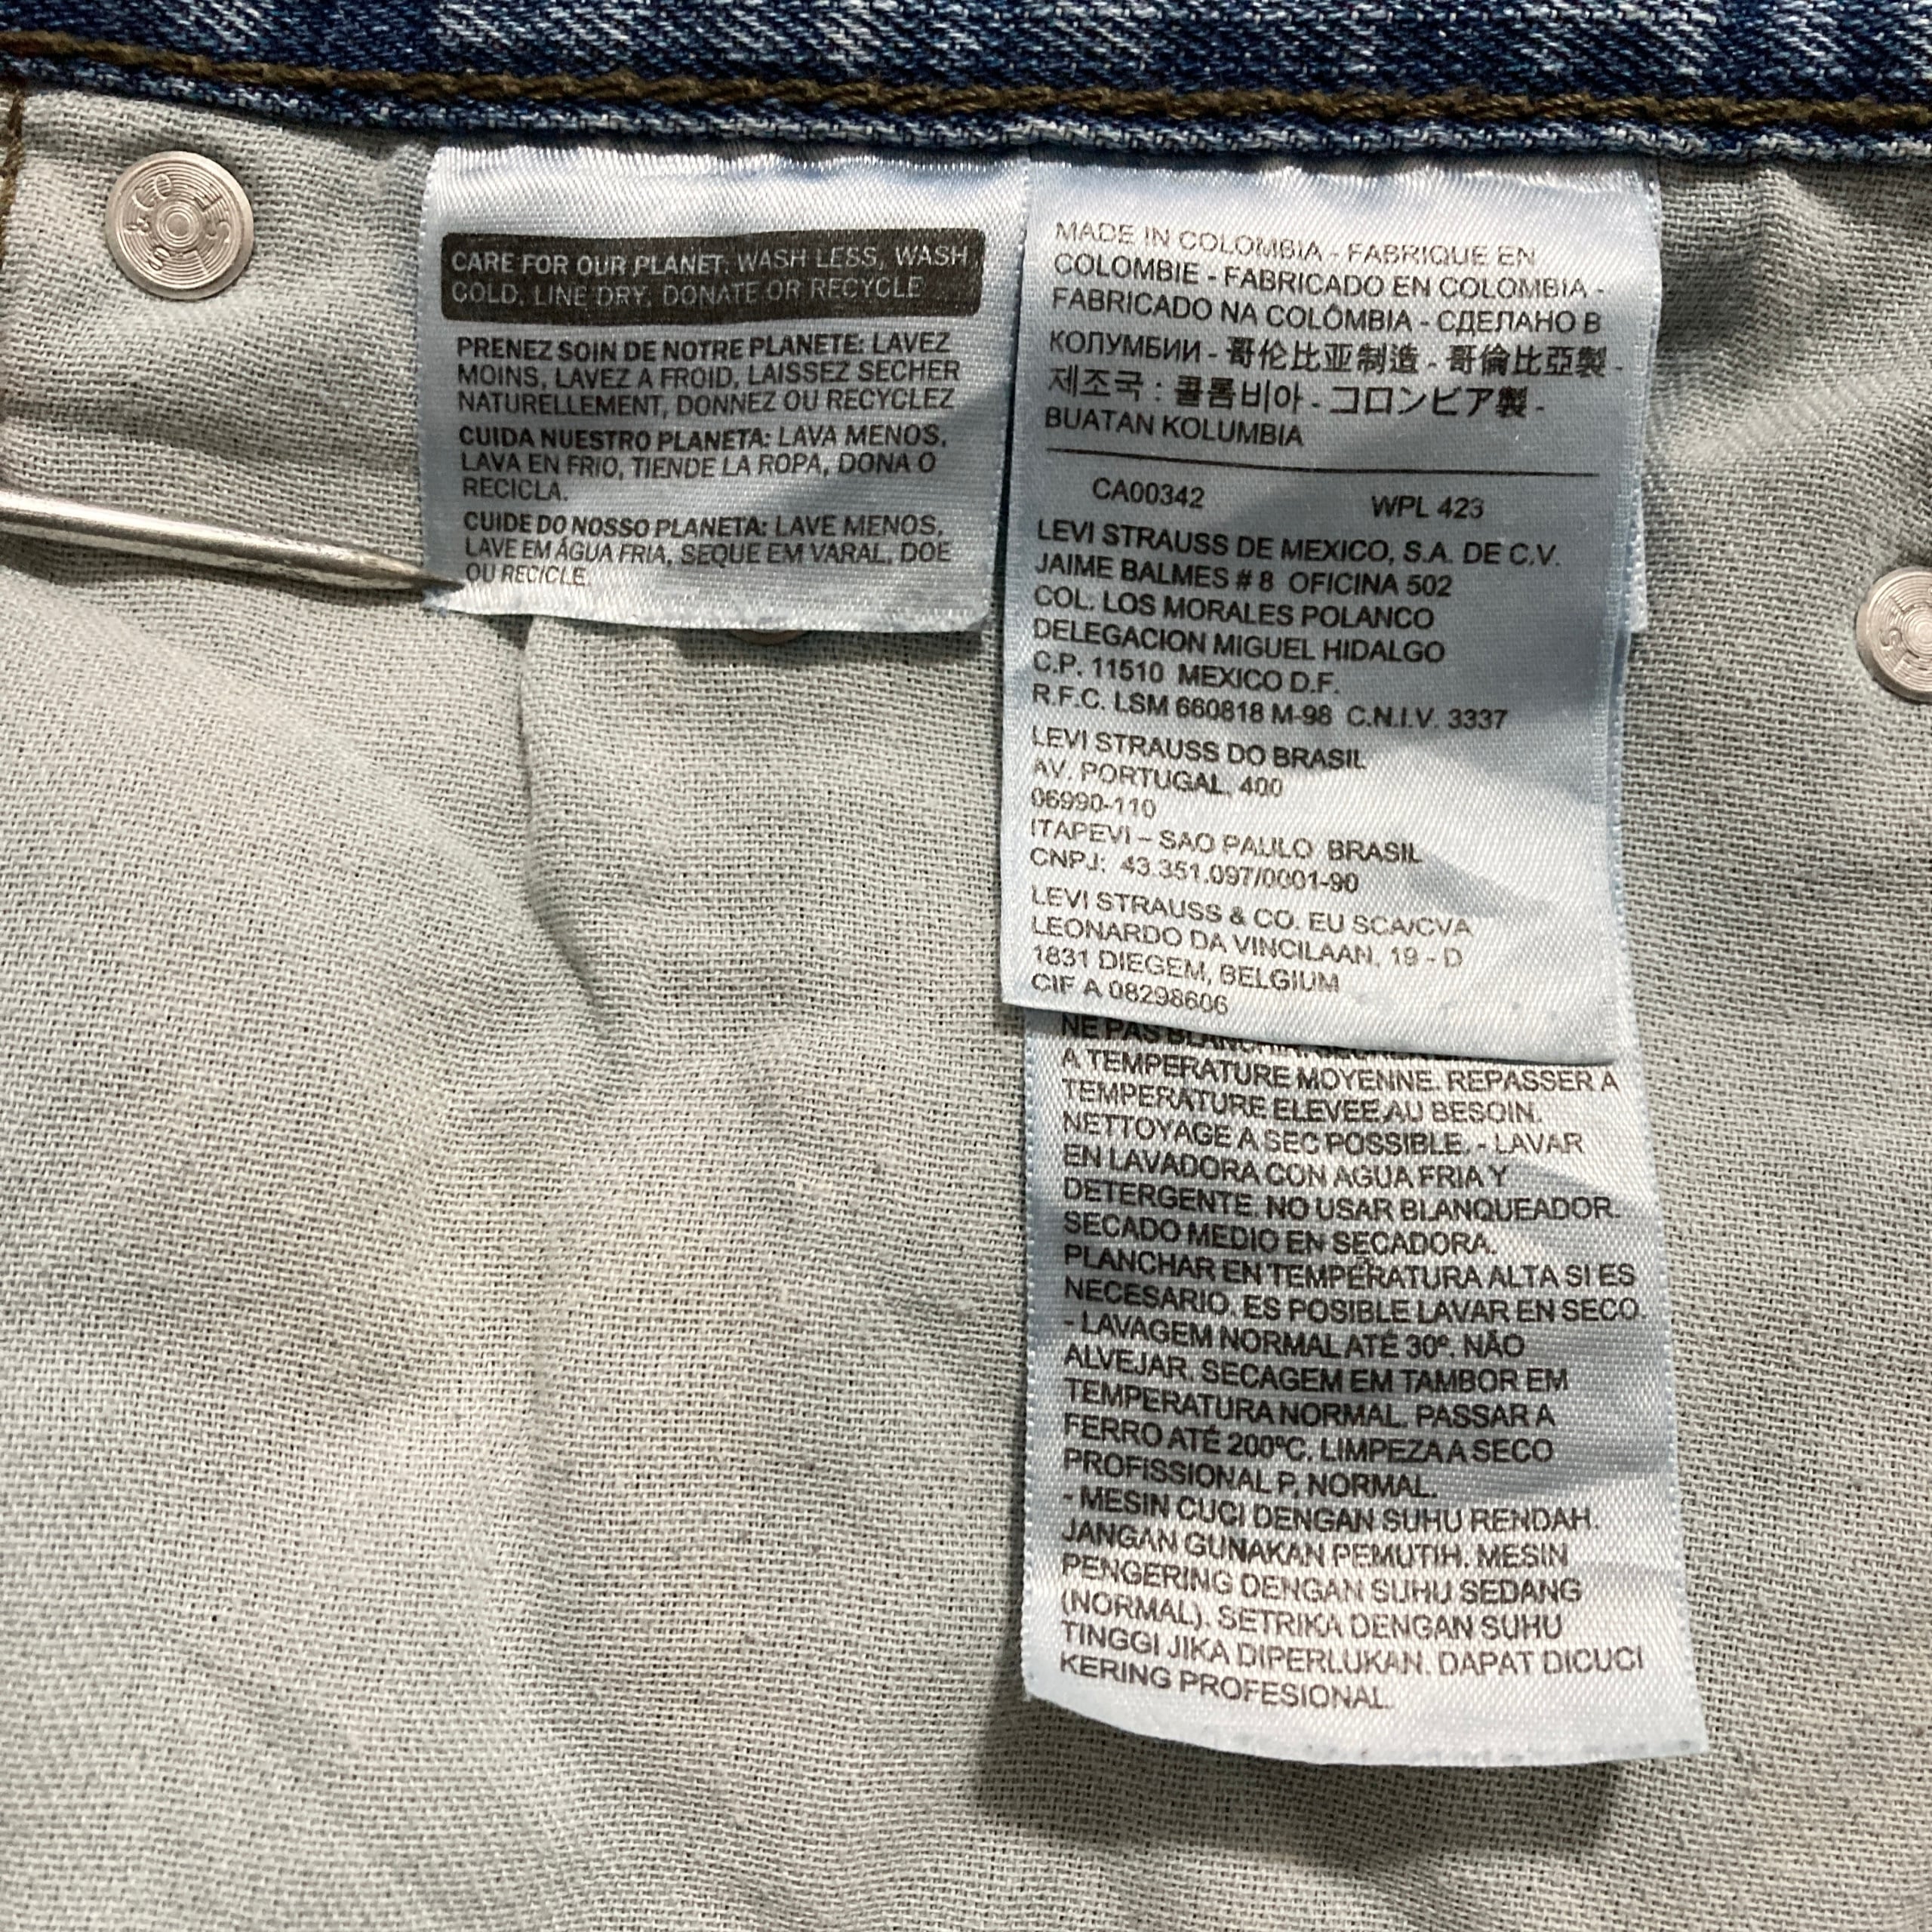 CARE FOR OUR PLANET: WASH LESS, WASH
COLD, LINE DRY, DONATE OR RECYCLE
PRENEZ SOIN DE NOTRE PLANETE: LAVEZ
MOINS, LAVEZ A FROID, LAISSEZ SECHER
NATURELLEMENT, DONNEZ OU RECYCLEZ
CUIDA NUESTRO PLANETA: LAVA MENOS,
LAVA EN FRIO, TIENDE LA ROPA, DONA O
RECICLA.
CUIDE DO NOSSO PLANETA: LAVE MENOS,
LAVE EM ÁGUA FRIA, SEQUE EM VARAL, DOE
OU RECICLE.
MADE IN COLOMBIA - FABRIQUE EN
COLOMBIE - FABRICADO EN COLOMBIA -
FABRICADO NA COLÔMBIA - СДЕЛАНО В
КОЛУМБИИ - 哥伦比亚制造 - 哥倫比亞製 -
제조국 : 콜롬비아 - コロンビア製 -
BUATAN KOLUMBIA
CA00342 WPL 423
LEVI STRAUSS DE MEXICO, S.A. DE C.V.
JAIME BALMES # 8 OFICINA 502
COL. LOS MORALES POLANCO
DELEGACION MIGUEL HIDALGO
C.P. 11510 MEXICO D.F.
R.F.C. LSM 660818 M-98 C.N.I.V. 3337
LEVI STRAUSS DO BRASIL
AV. PORTUGAL, 400
06990-110
ITAPEVI – SAO PAULO BRASIL
CNPJ: 43.351.097/0001-90
LEVI STRAUSS & CO. EU SCA/CVA
LEONARDO DA VINCILAAN, 19 - D
1831 DIEGEM, BELGIUM
CIF A 08298606
NE PAS
A TEMPERATURE MOYENNE. REPASSER A
TEMPERATURE ELEVEE AU BESOIN.
NETTOYAGE A SEC POSSIBLE. - LAVAR
EN LAVADORA CON AGUA FRIA Y
DETERGENTE. NO USAR BLANQUEADOR.
SECADO MEDIO EN SECADORA.
PLANCHAR EN TEMPERATURA ALTA SI ES
NECESARIO. ES POSIBLE LAVAR EN SECO.
- LAVAGEM NORMAL ATÉ 30º. NÃO
ALVEJAR. SECAGEM EM TAMBOR EM
TEMPERATURA NORMAL. PASSAR A
FERRO ATÉ 200ºC. LIMPEZA A SECO
PROFISSIONAL P, NORMAL.
- MESIN CUCI DENGAN SUHU RENDAH.
JANGAN GUNAKAN PEMUTIH. MESIN
PENGERING DENGAN SUHU SEDANG
(NORMAL). SETRIKA DENGAN SUHU
TINGGI JIKA DIPERLUKAN. DAPAT DICUCI
KERING PROFESIONAL.